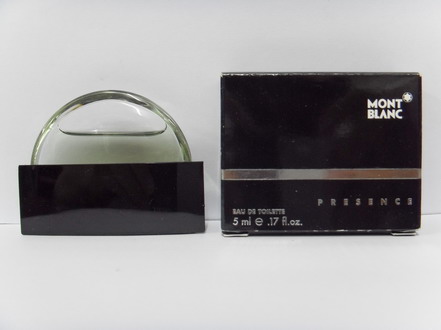 MONT
BLANC
PRESENCE
EAU DE TOILETTE
5 ml e .17 fl.oz.